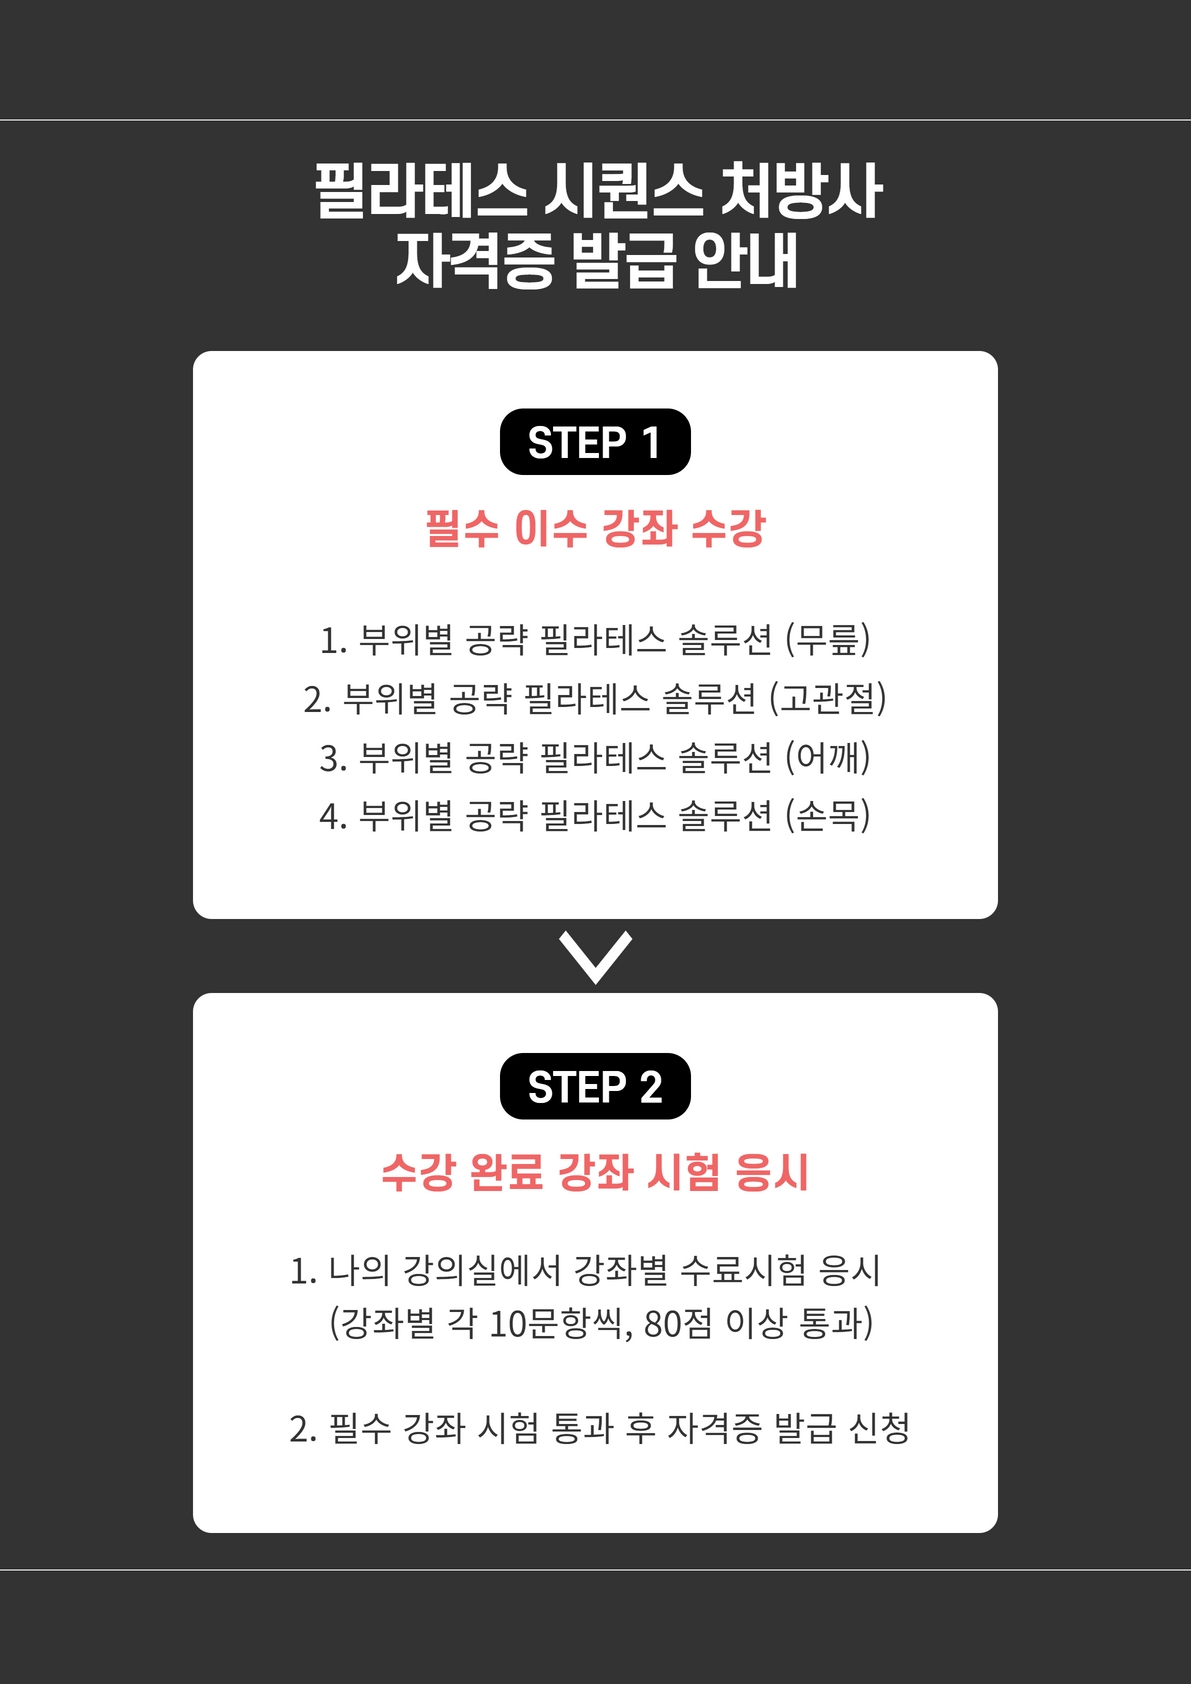 필라테스 시퀀스 처방사
자격증 발급 안내
STEP 1
필수 이수 강좌 수강
1. 부위별 공략 필라테스 솔루션 (무릎)
2. 부위별 공략 필라테스 솔루션 (고관절)
3. 부위별 공략 필라테스 솔루션 (어깨)
4. 부위별 공략 필라테스 솔루션 (손목)
STEP 2
수강 완료 강좌 시험 응시
1. 나의 강의실에서 강좌별 수료시험 응시
(강좌별 각 10문항씩, 80점 이상 통과)
2. 필수 강좌 시험 통과 후 자격증 발급 신청